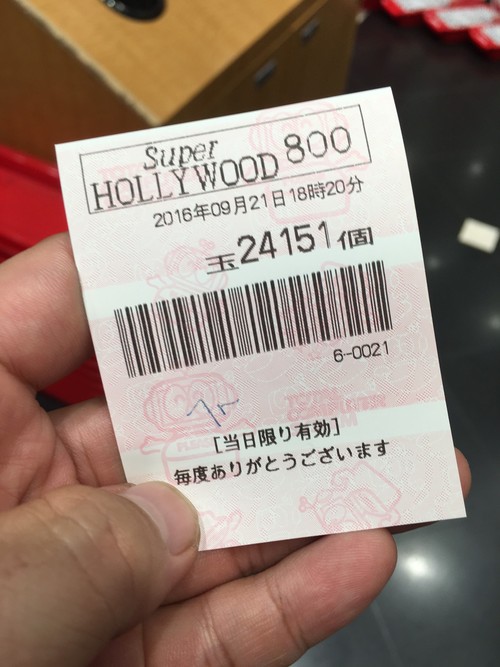 Super
HOLLYWOOD 800
2016年09月21日18時20分
玉24151個
6-0021
[当日限り有効]
毎度ありがとうございます